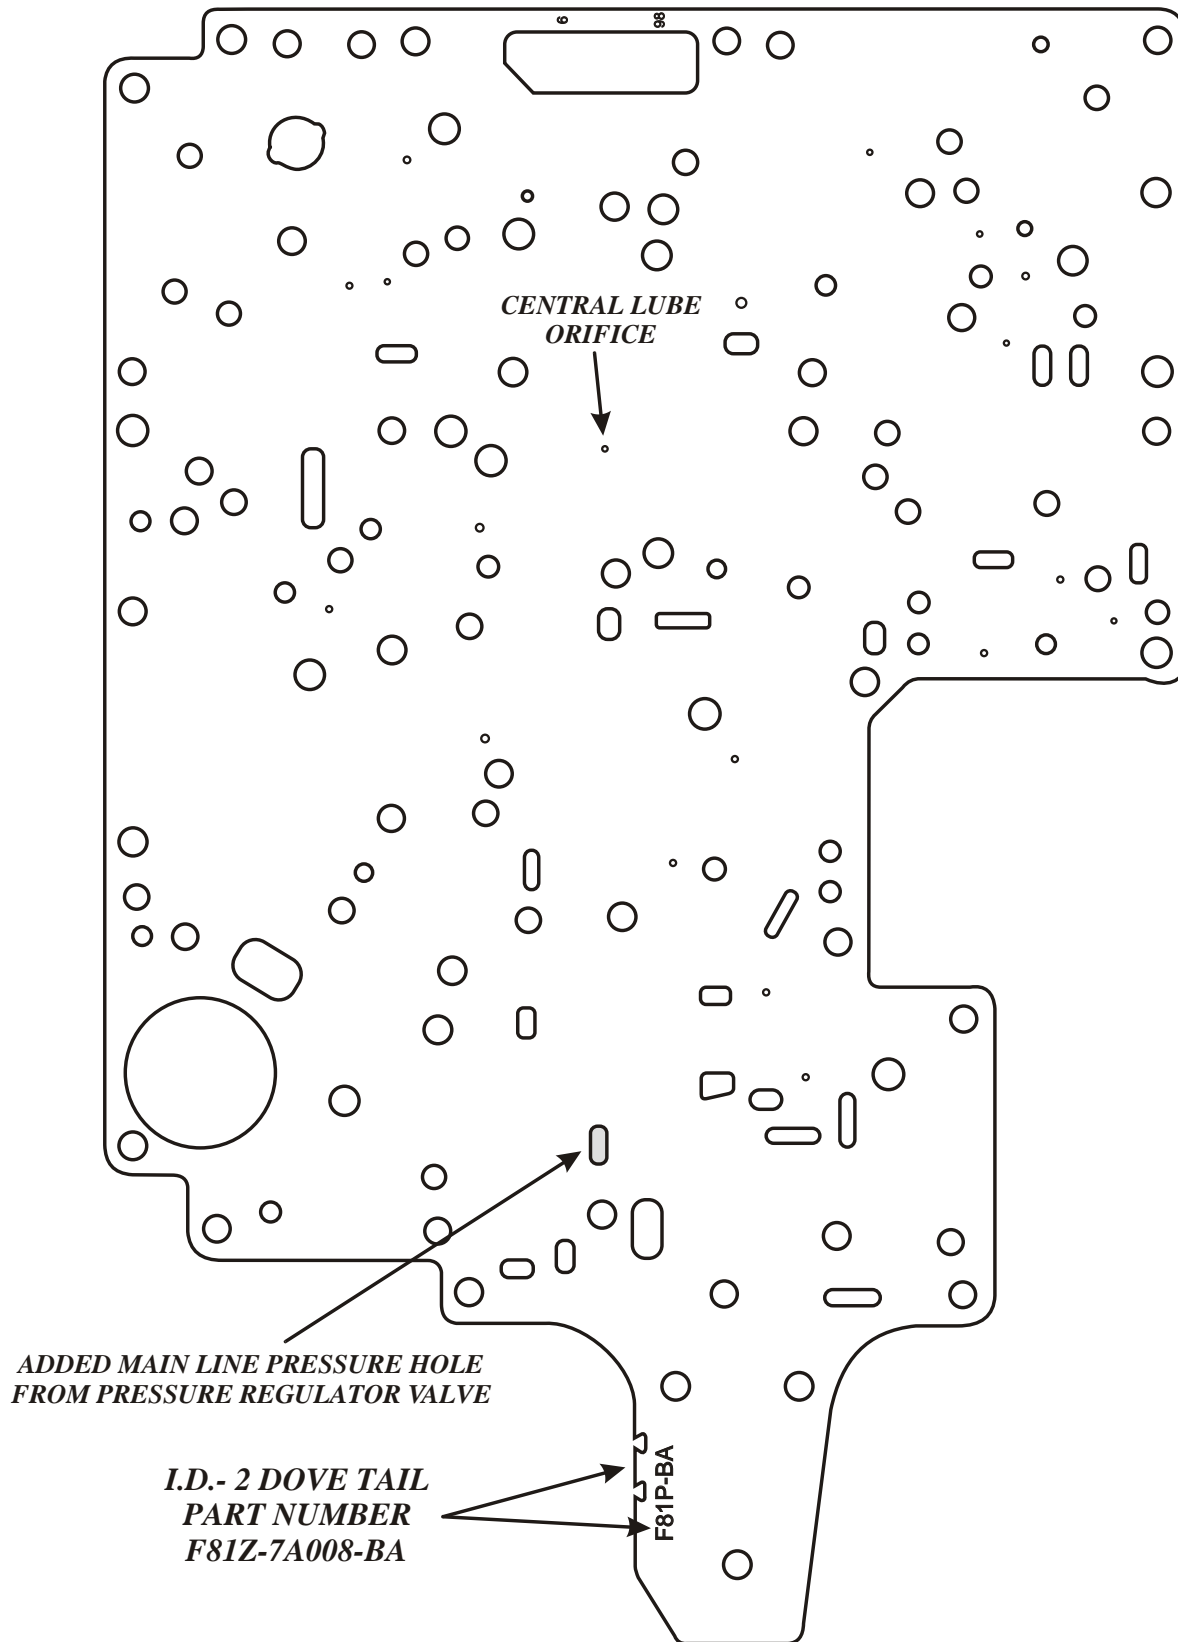 6 98
CENTRAL LUBE
ORIFICE
ADDED MAIN LINE PRESSURE HOLE
FROM PRESSURE REGULATOR VALVE
I.D.- 2 DOVE TAIL
PART NUMBER
F81Z-7A008-BA
F81P-BA